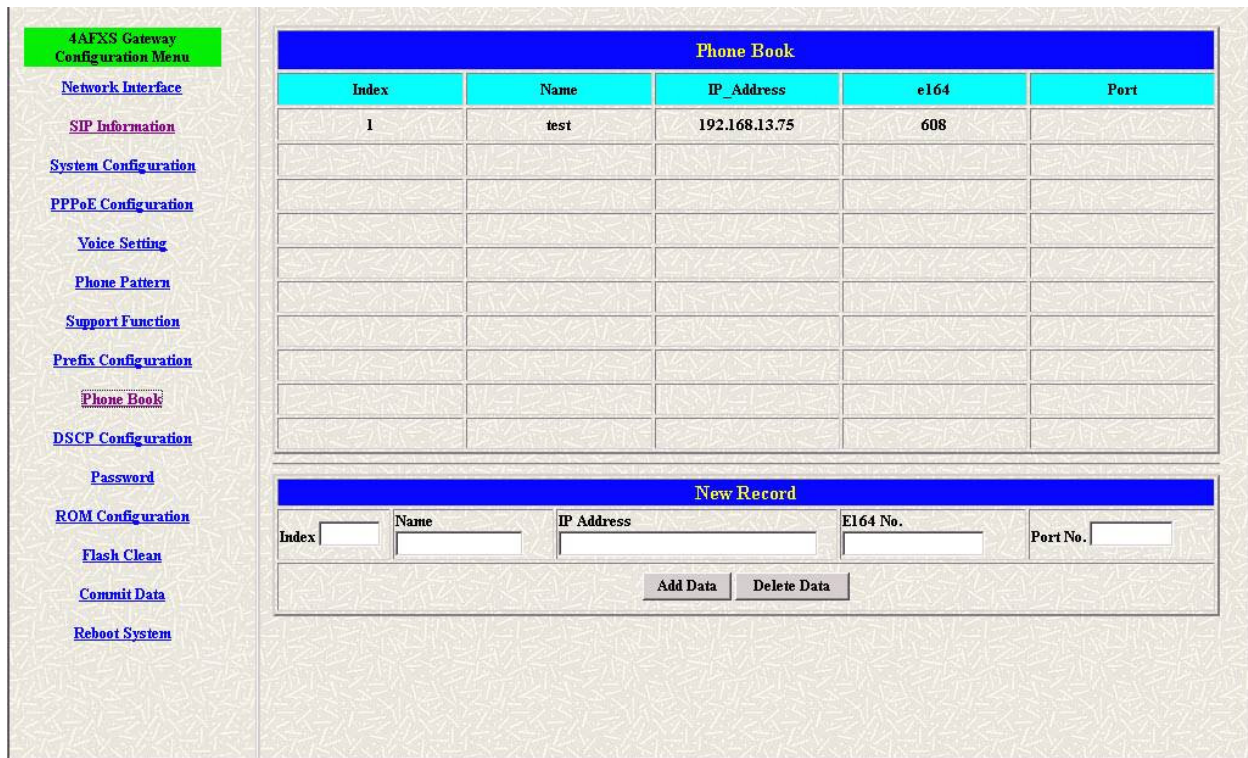 4AFXS Gateway
Configuration Menu
Network Interface
SIP Information
System Configuration
PPPoE Configuration
Voice Setting
Phone Pattern
Support Function
Prefix Configuration
Phone Book
DSCP Configuration
Password
ROM Configuration
Flash Clean
Commit Data
Reboot System
Phone Book
Index Name IP_Address e164 Port
1 test 192.168.13.75 608
New Record
Index Name IP Address E164 No. Port No.
Add Data Delete Data